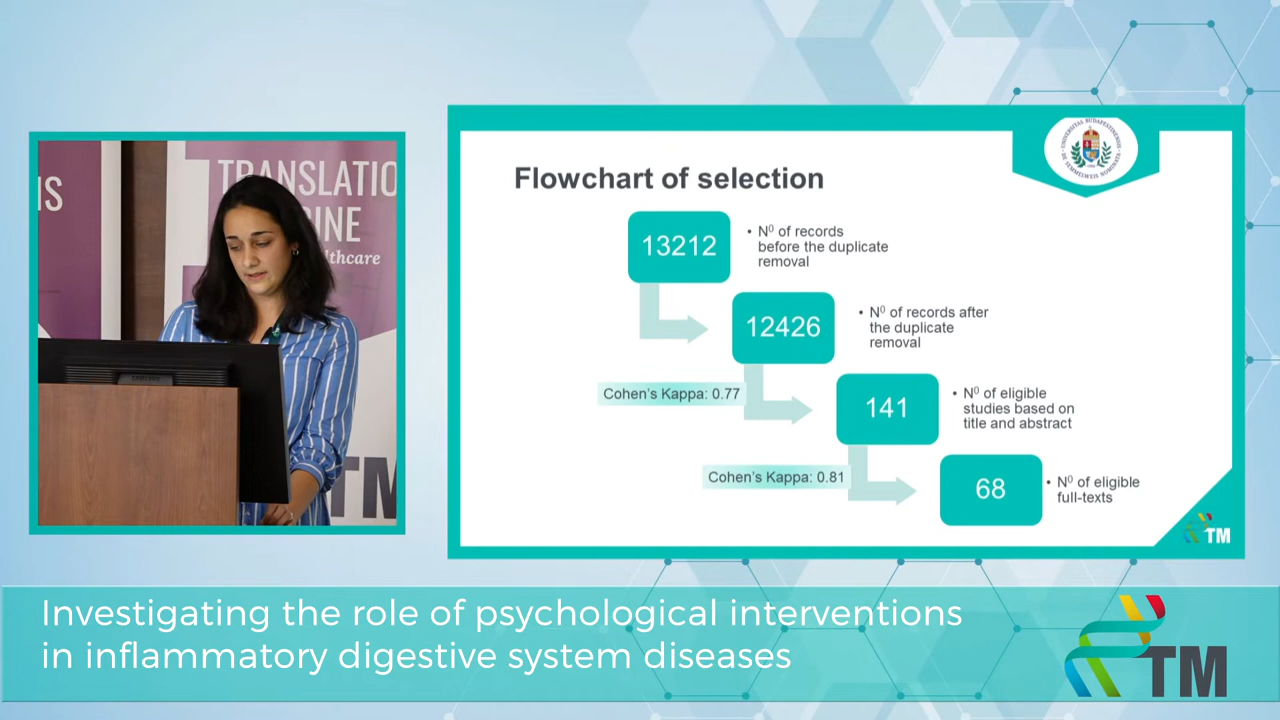 IS
TRANSLATIO
INE
lthcare
TM
Flowchart of selection
13212
• N⁰ of records
before the duplicate
removal
12426
• N⁰ of records after
the duplicate
removal
Cohen's Kappa: 0.77
141
• N⁰ of eligible
studies based on
title and abstract
Cohen's Kappa: 0.81
68
• N⁰ of eligible
full-texts
TM
Investigating the role of psychological interventions
in inflammatory digestive system diseases
TM